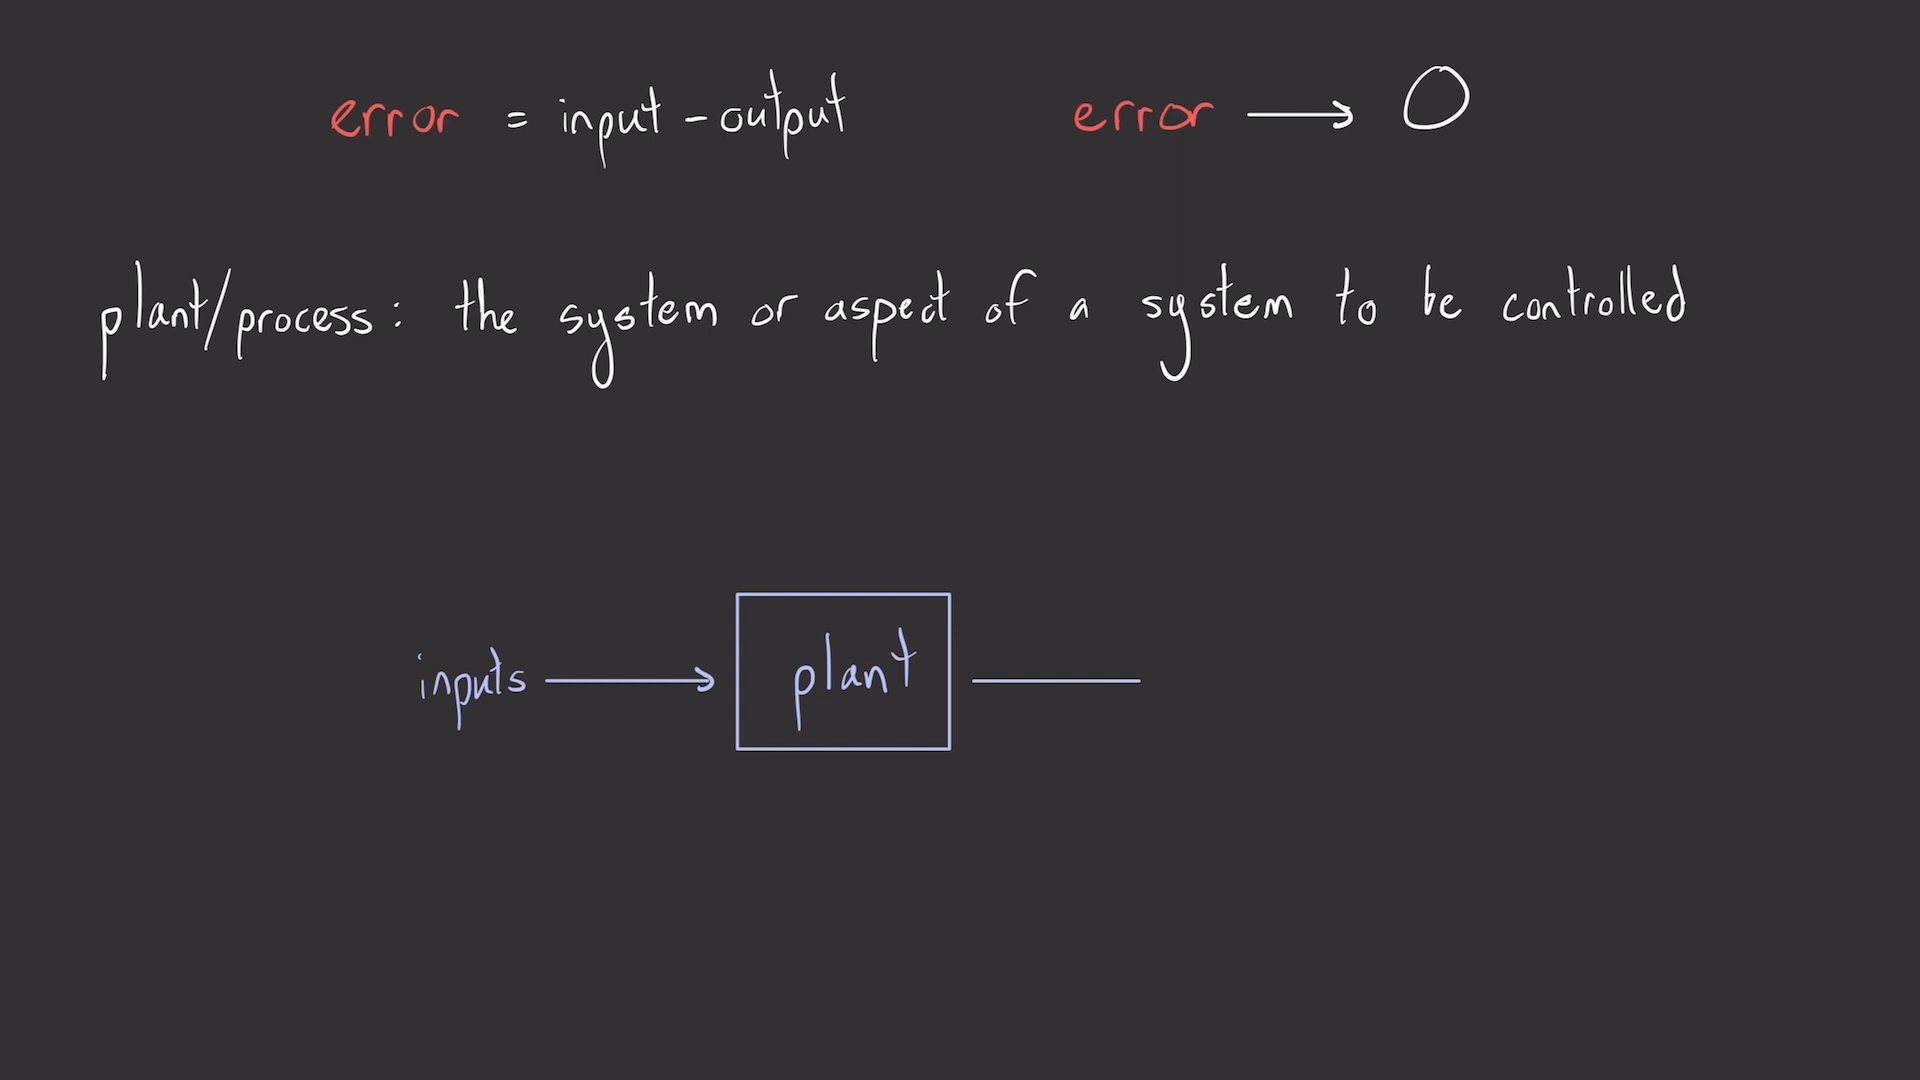 error = input - output error → 0
plant/process: the system or aspect of a system to be controlled
inputs → plant